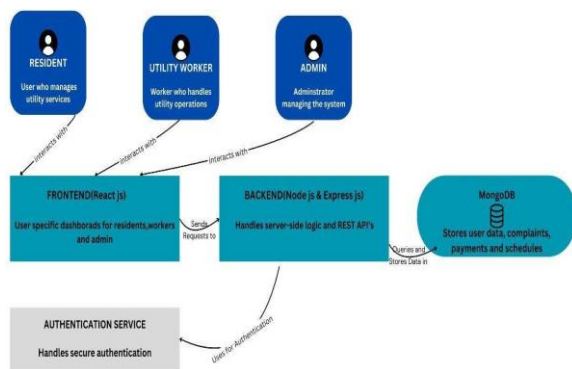 RESIDENT
User who manages
utility services
UTILITY WORKER
Worker who handles
utility operations
ADMIN
Adminstrator
managing the system
interacts with
interacts with
interacts with
FRONTEND(React js)
User specific dashborads for residents,workers
and admin
Sends
Requests to
BACKEND(Node js & Express js)
Handles server-side logic and REST API's
Queries and
Stores Data in
MongoDB
Stores user data, complaints,
payments and schedules
Uses for Authentication
AUTHENTICATION SERVICE
Handles secure authentication